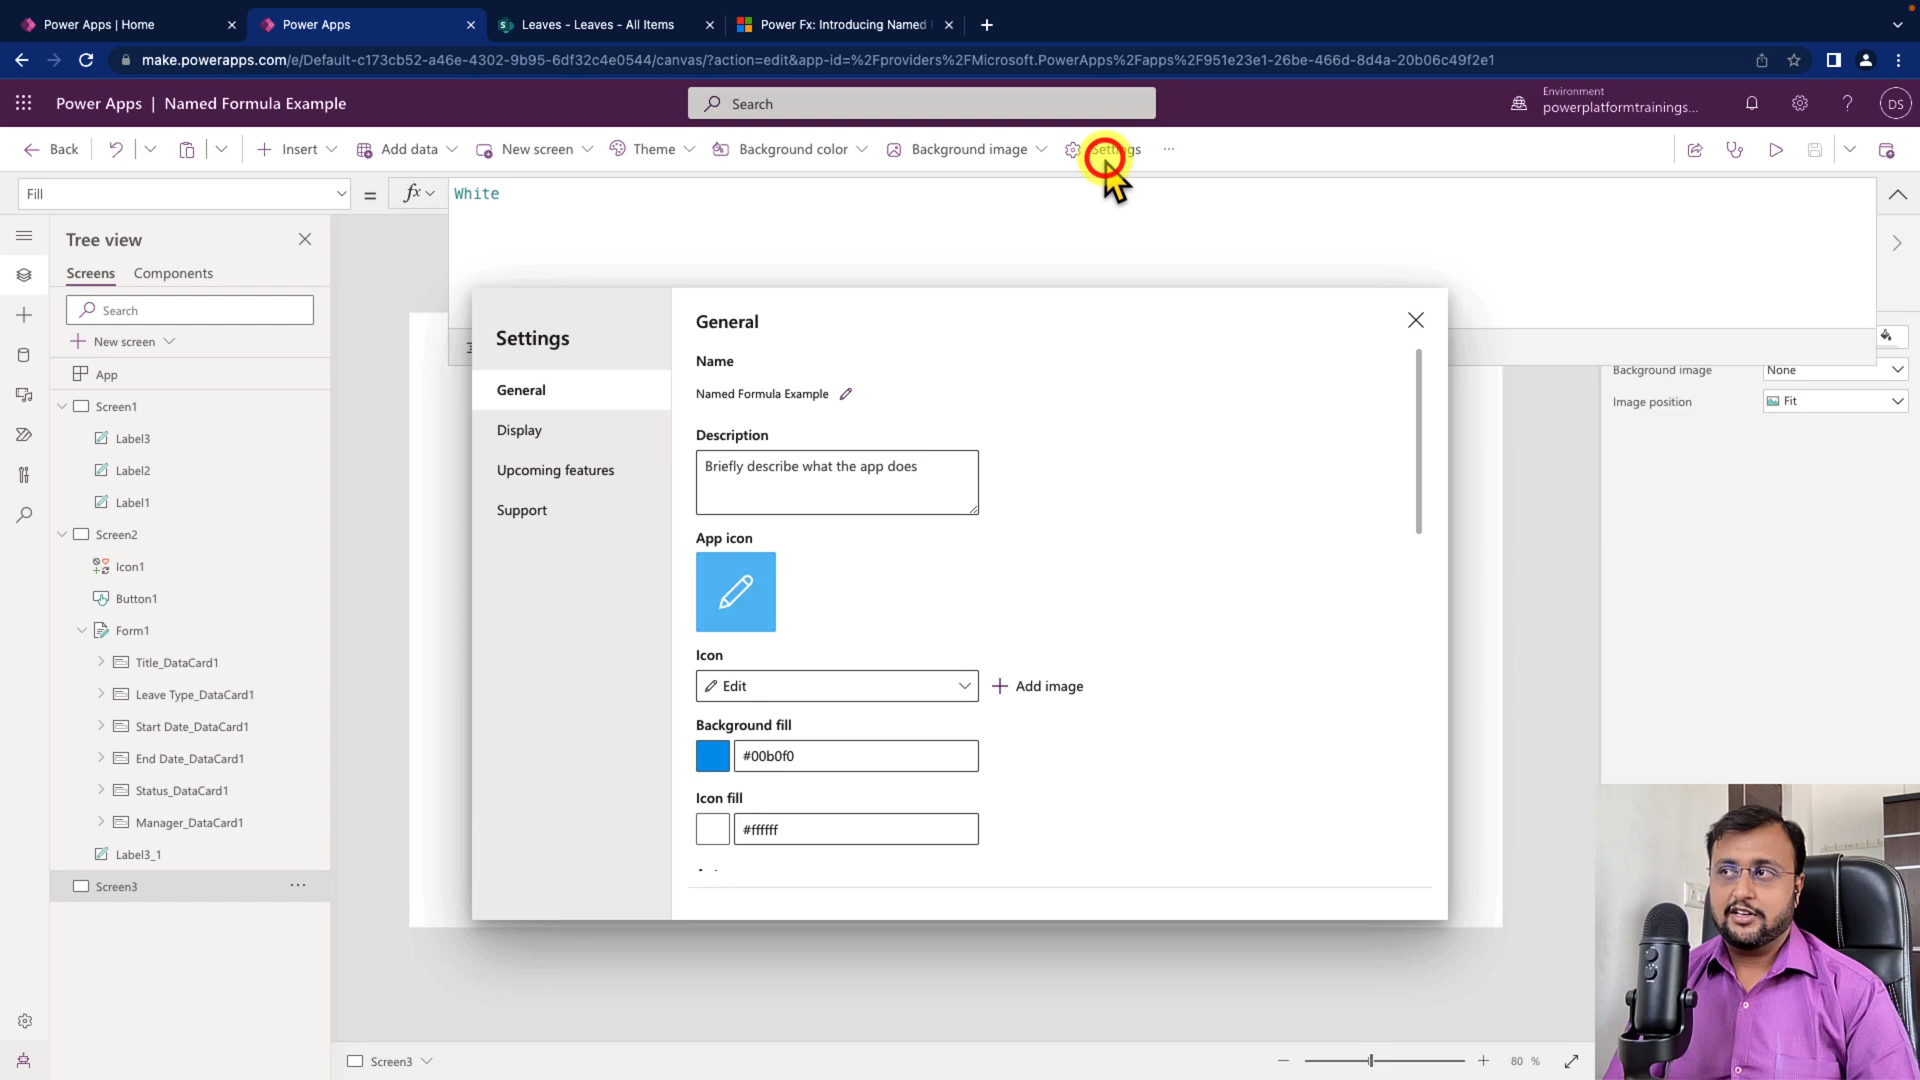 Power Apps | Home
Power Apps
Leaves - Leaves - All Items
Power Fx: Introducing Named
make.powerapps.com/e/Default-c173cb52-a46e-4302-9b95-6df32c4e0544/canvas/?action=edit&app-id=%2Fproviders%2FMicrosoft.PowerApps%2Fapps%2F951e23e1-26be-466d-8d4a-20b06c49f2e1
Power Apps | Named Formula Example
Search
Environment
powerplatformtrainings...
DS
Back
Insert
Add data
New screen
Theme
Background color
Background image
Settings
Fill
=
fx
White
Tree view
Screens
Components
Search
New screen
App
Screen1
Label3
Label2
Label1
Screen2
Icon1
Button1
Form1
Title_DataCard1
Leave Type_DataCard1
Start Date_DataCard1
End Date_DataCard1
Status_DataCard1
Manager_DataCard1
Label3_1
Screen3
Settings
General
Display
Upcoming features
Support
General
Name
Named Formula Example
Description
Briefly describe what the app does
App icon
Icon
Edit
Add image
Background fill
#00b0f0
Icon fill
#ffffff
Background image
None
Image position
Fit
Screen3
80 %